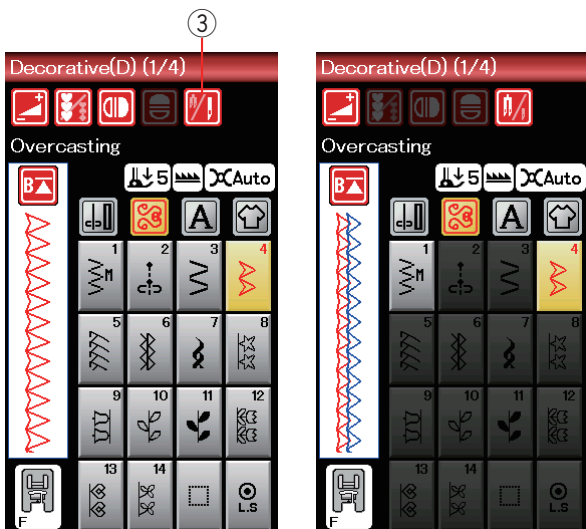 3
Decorative(D) (1/4)
Overcasting
B
5
Auto
A
1
M
2
3
4
5
6
7
8
9
10
11
12
13
14
L.S
F
Decorative(D) (1/4)
Overcasting
B
5
Auto
A
1
M
2
3
4
5
6
7
8
9
10
11
12
13
14
L.S
F